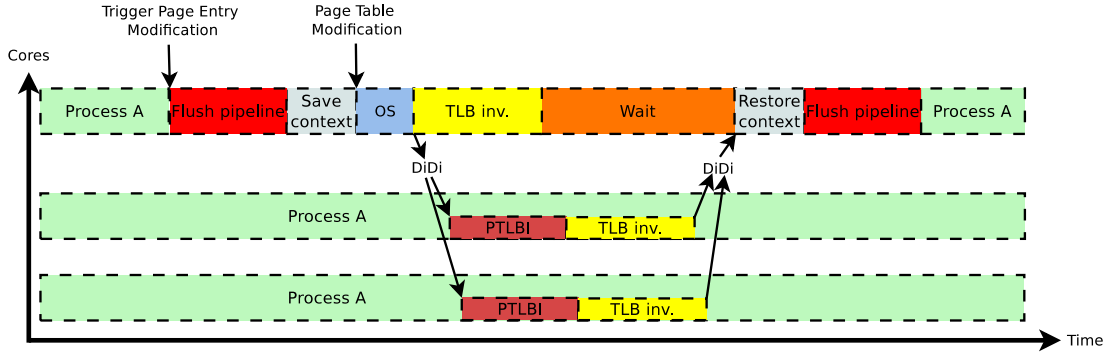 Trigger Page Entry
Modification
Page Table
Modification
Cores
Process A
Flush pipeline
Save
context
OS
TLB inv.
Wait
Restore
context
Flush pipeline
Process A
DiDi
DiDi
Process A
PTLBI
TLB inv.
Process A
PTLBI
TLB inv.
Time